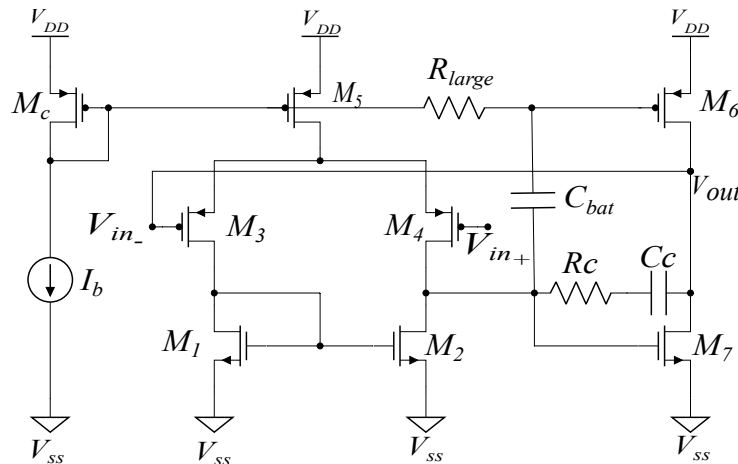 V_DD V_DD V_DD
M_c M_5 R_large M_6
V_out
V_in- M_3 M_4 V_in+ C_bat
I_b Rc Cc
M_1 M_2 M_7
V_ss V_ss V_ss V_ss